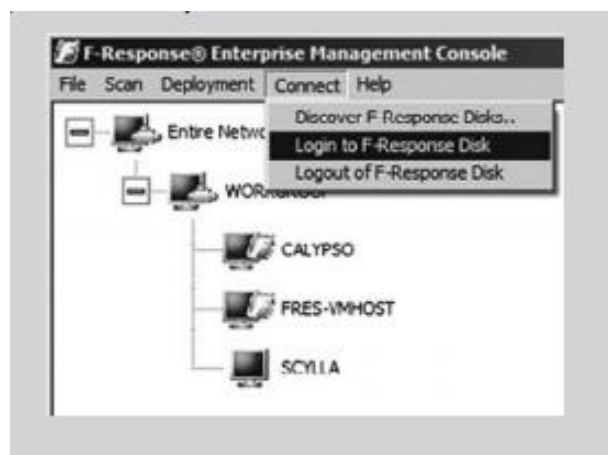 F-Response® Enterprise Management Console
File Scan Deployment Connect Help
Discover F-Response Disks..
Entire Netwo
Login to F-Response Disk
Logout of F-Response Disk
CALYPSO
FRES-VMHOST
SCYLLA